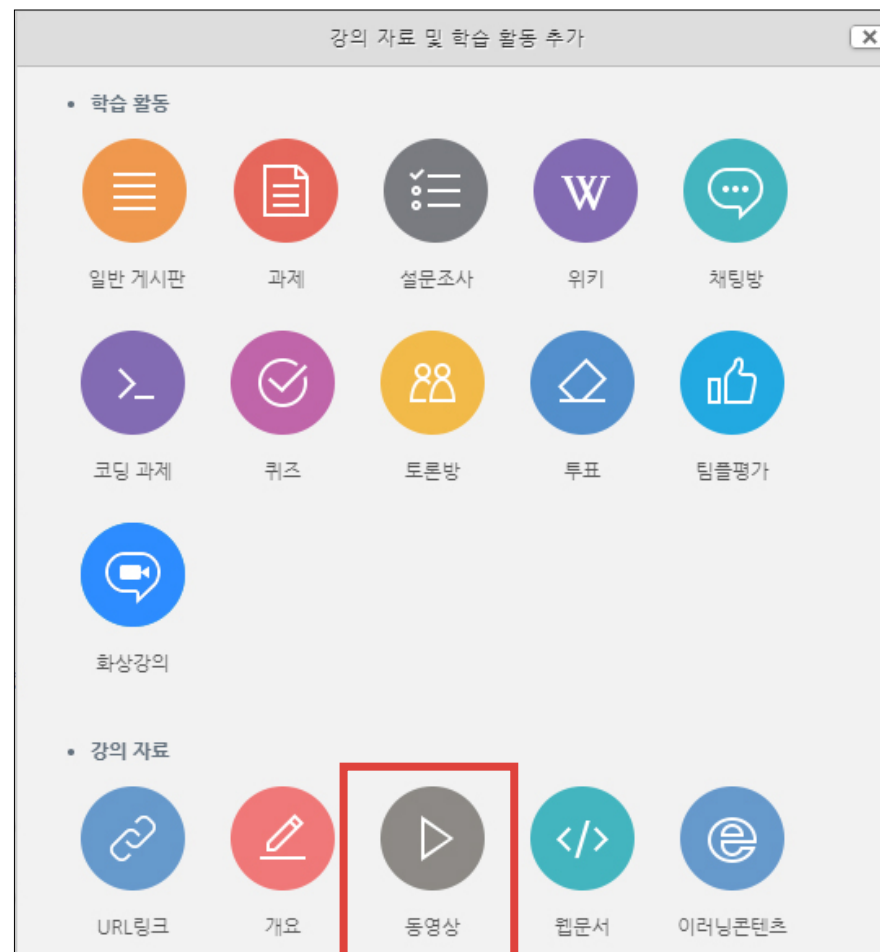 강의 자료 및 학습 활동 추가
학습 활동
W
일반 게시판 과제 설문조사 위키 채팅방
코딩 과제 퀴즈 토론방 투표 팀플평가
화상강의
강의 자료
</> e
URL링크 개요 동영상 웹문서 이러닝콘텐츠